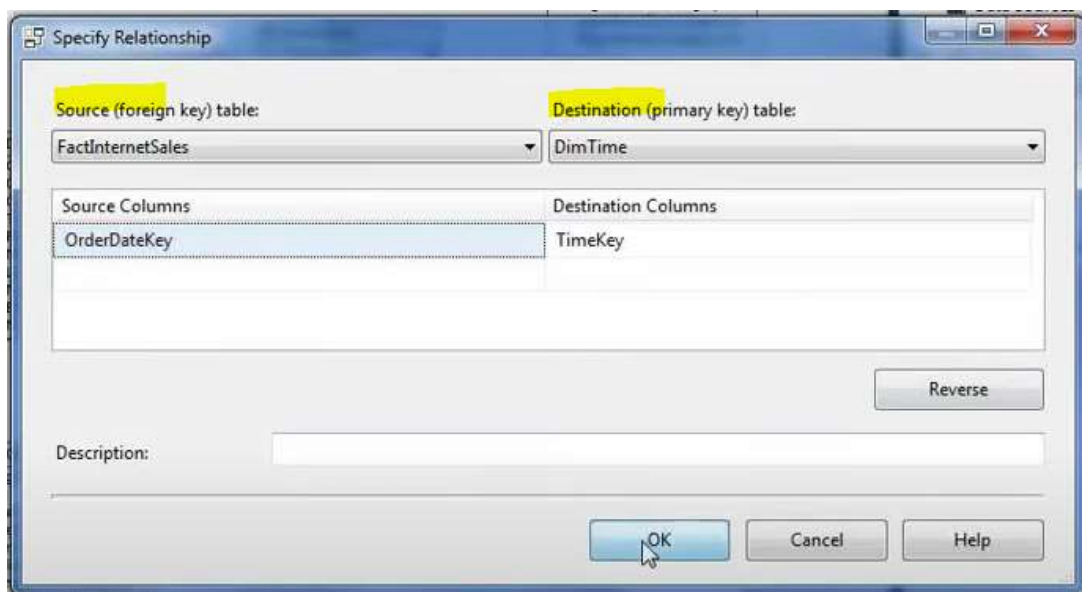 Specify Relationship
Source (foreign key) table:
Destination (primary key) table:
FactInternetSales
DimTime
Source Columns
Destination Columns
OrderDateKey
TimeKey
Reverse
Description:
OK
Cancel
Help